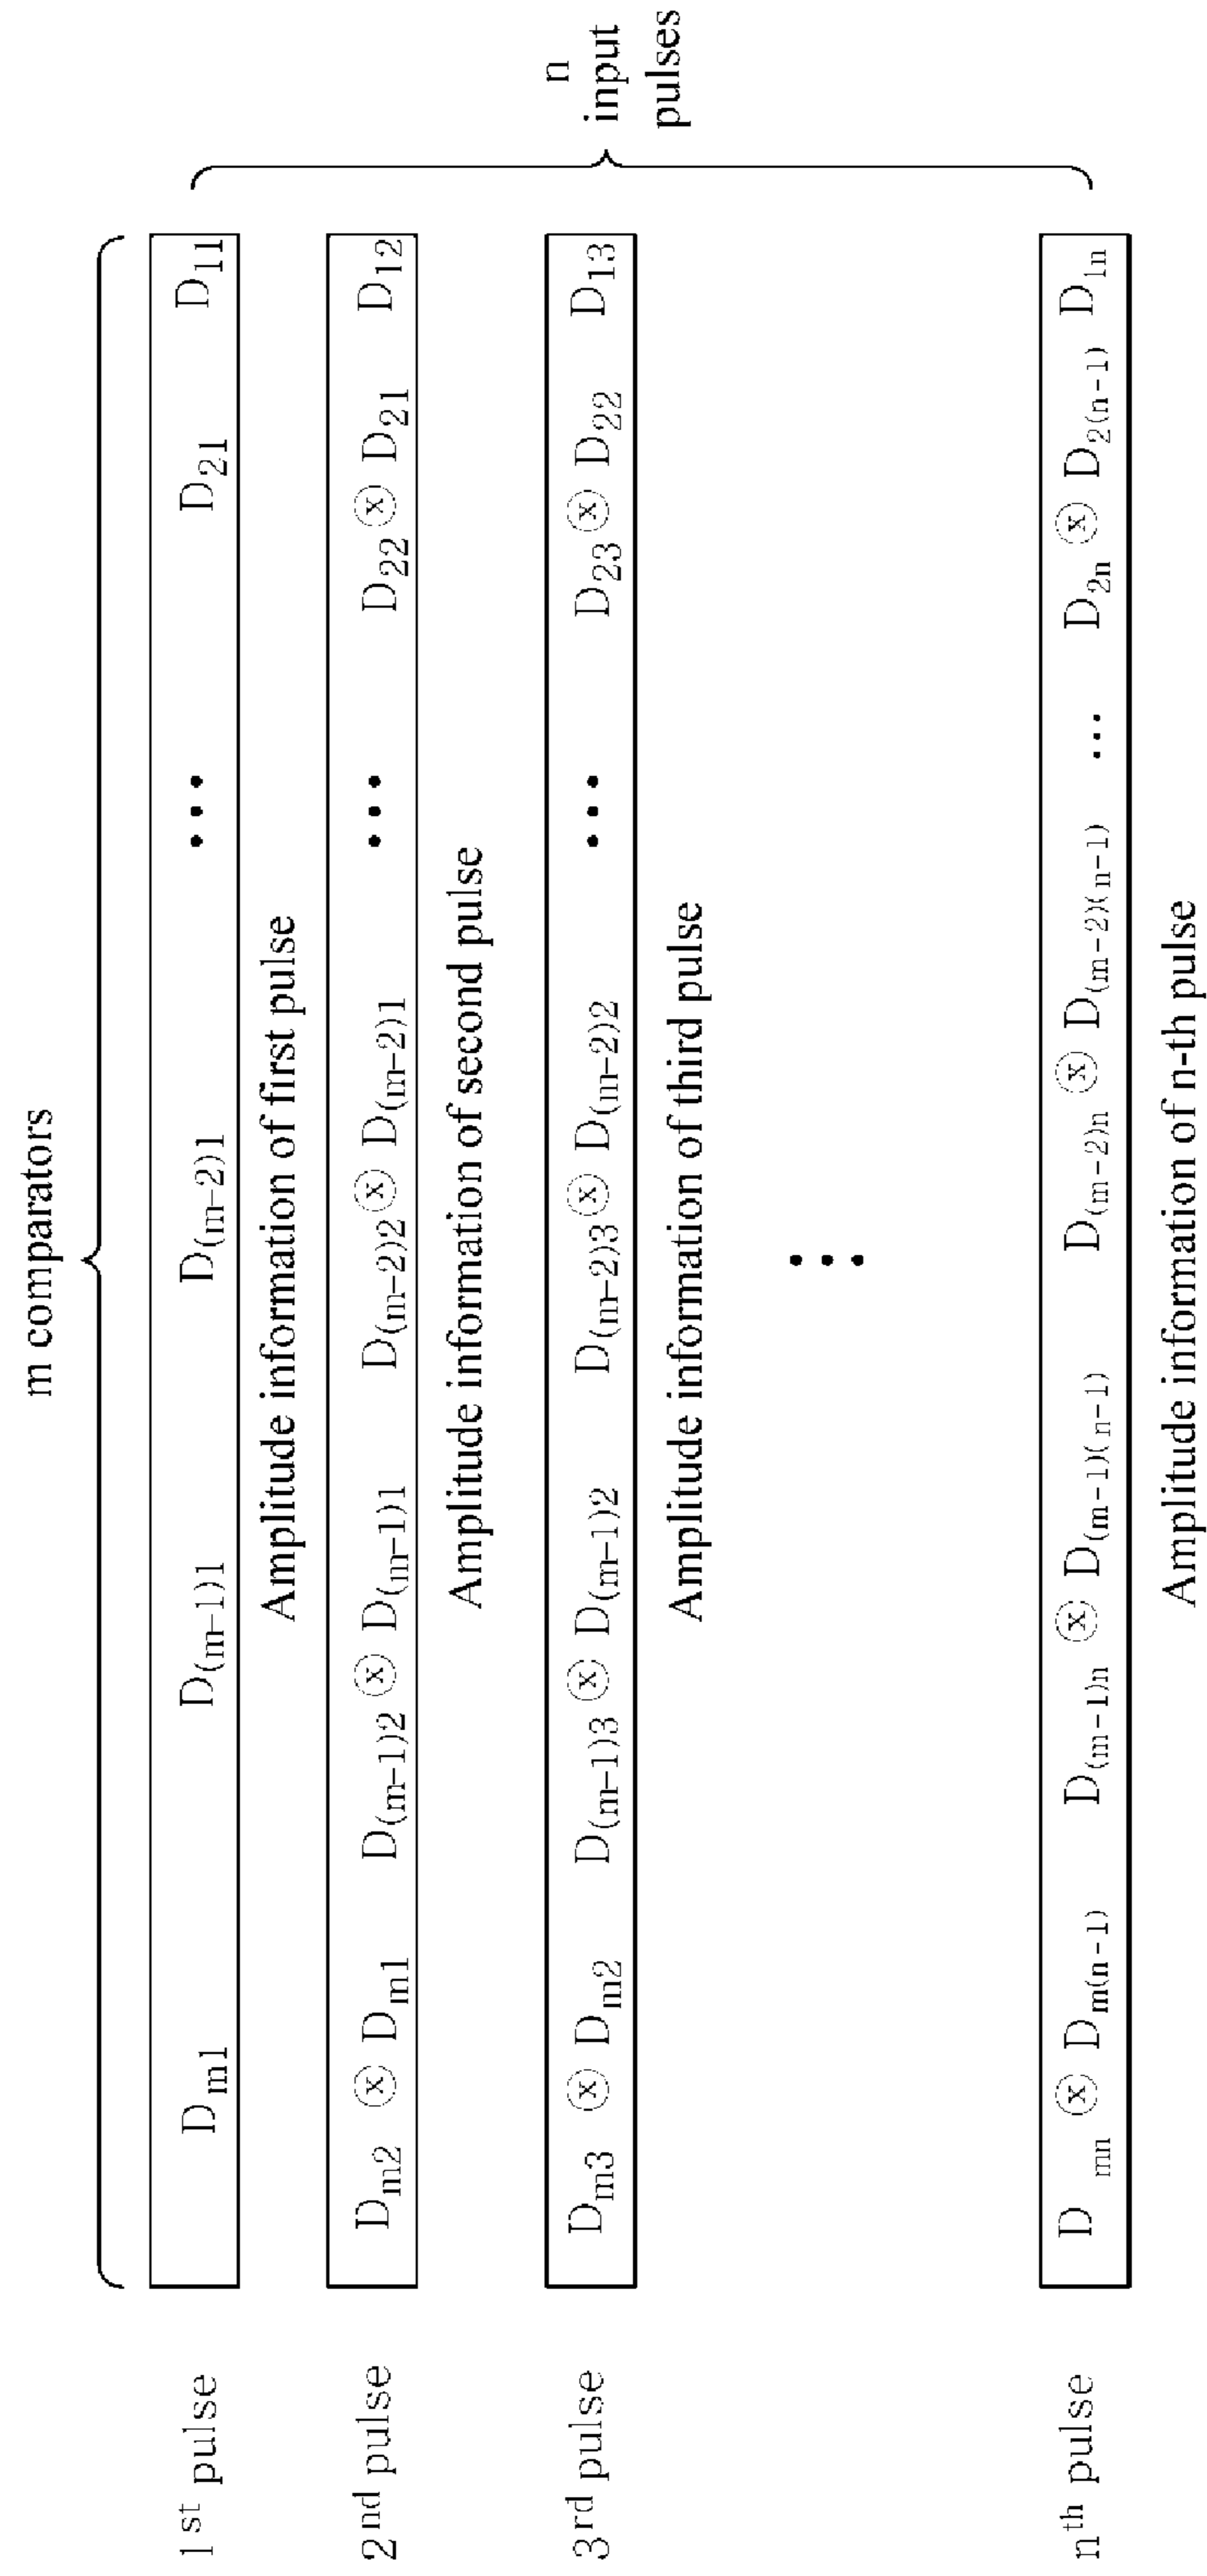 m comparators
1st pulse Dm1 D(m-1)1 D(m-2)1 ••• D21 D11
Amplitude information of first pulse
2nd pulse Dm2 ⓧ Dm1 D(m-1)2 ⓧ D(m-1)1 D(m-2)2 ⓧ D(m-2)1 ••• D22 ⓧ D21 D12
Amplitude information of second pulse
3rd pulse Dm3 ⓧ Dm2 D(m-1)3 ⓧ D(m-1)2 D(m-2)3 ⓧ D(m-2)2 ••• D23 ⓧ D22 D13
Amplitude information of third pulse
•••
nth pulse Dmn ⓧ Dm(n-1) D(m-1)n ⓧ D(m-1)(n-1) D(m-2)n ⓧ D(m-2)(n-1) ••• D2n ⓧ D2(n-1) D1n
Amplitude information of n-th pulse
n
input
pulses